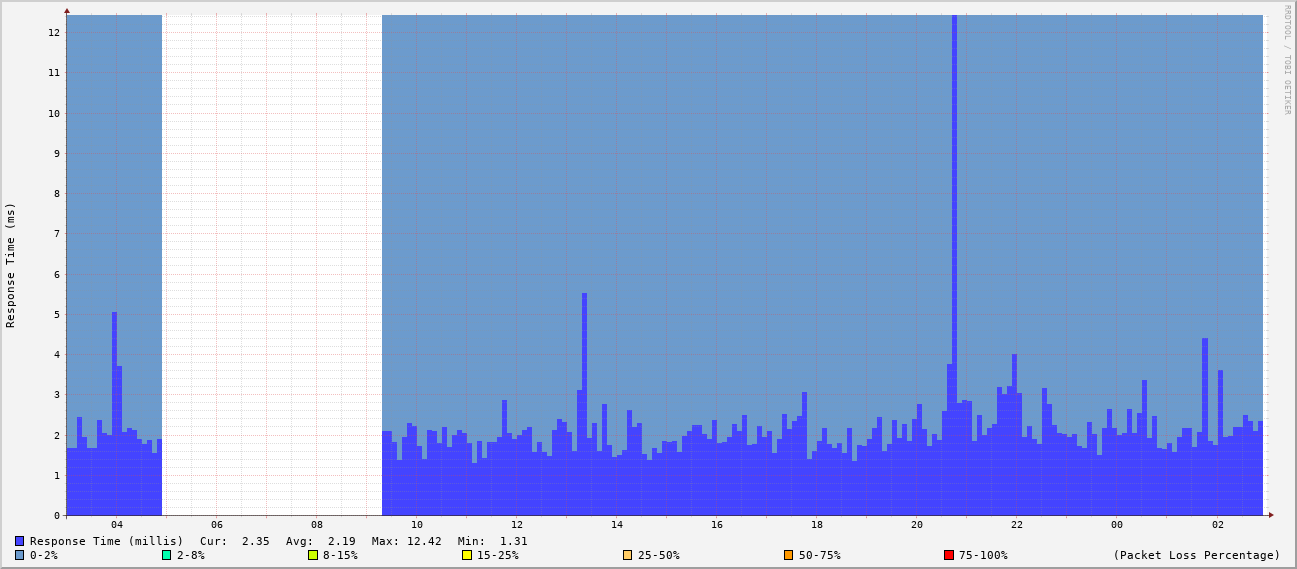 RRDTOOL / TOBI OETIKER
Response Time (ms)
12
11
10
9
8
7
6
5
4
3
2
1
0
04 06 08 10 12 14 16 18 20 22 00 02
Response Time (millis) Cur: 2.35 Avg: 2.19 Max: 12.42 Min: 1.31
0-2% 2-8% 8-15% 15-25% 25-50% 50-75% 75-100% (Packet Loss Percentage)